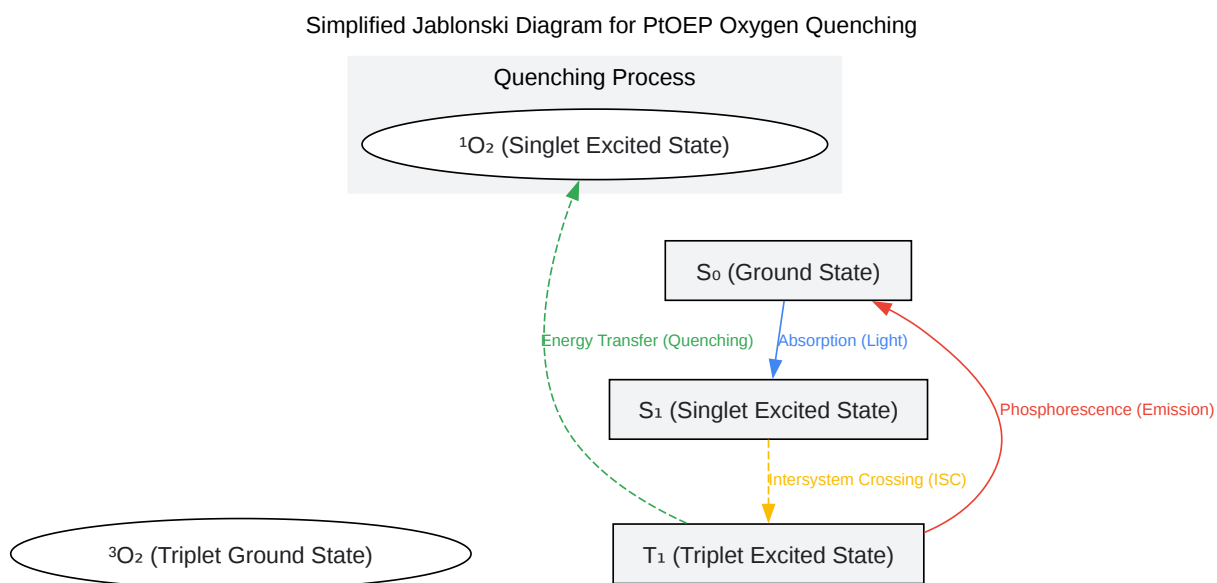 Simplified Jablonski Diagram for PtOEP Oxygen Quenching
Quenching Process
¹O₂ (Singlet Excited State)
S₀ (Ground State)
Energy Transfer (Quenching)
Absorption (Light)
S₁ (Singlet Excited State)
Phosphorescence (Emission)
Intersystem Crossing (ISC)
³O₂ (Triplet Ground State)
T₁ (Triplet Excited State)